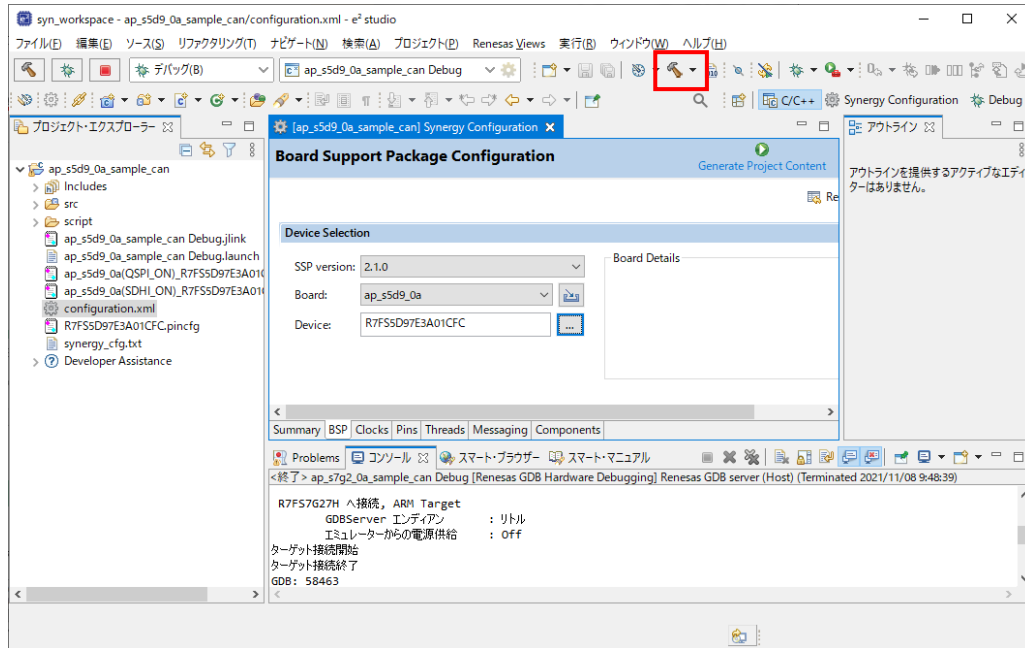 syn_workspace - ap_s5d9_0a_sample_can/configuration.xml - e² studio
ファイル(F) 編集(E) ソース(S) リファクタリング(T) ナビゲート(N) 検索(A) プロジェクト(P) Renesas Views 実行(R) ウィンドウ(W) ヘルプ(H)
デバッグ(B) ap_s5d9_0a_sample_can Debug
C/C++ Synergy Configuration Debug
プロジェクト・エクスプローラー
ap_s5d9_0a_sample_can
Includes
src
script
ap_s5d9_0a_sample_can Debug.jlink
ap_s5d9_0a_sample_can Debug.launch
ap_s5d9_0a(QSPI_ON)_R7FS5D97E3A01C
ap_s5d9_0a(SDHI_ON)_R7FS5D97E3A01
configuration.xml
R7FS5D97E3A01CFC.pincfg
synergy_cfg.txt
Developer Assistance
[ap_s5d9_0a_sample_can] Synergy Configuration
Board Support Package Configuration
Generate Project Content
Re
Device Selection
SSP version: 2.1.0
Board: ap_s5d9_0a
Device: R7FS5D97E3A01CFC
...
Board Details
Summary BSP Clocks Pins Threads Messaging Components
アウトライン
アウトラインを提供するアクティブなエディ
ターはありません。
Problems コンソール スマート・ブラウザー スマート・マニュアル
<終了> ap_s7g2_0a_sample_can Debug [Renesas GDB Hardware Debugging] Renesas GDB server (Host) (Terminated 2021/11/08 9:48:39)
R7FS7G27H へ接続, ARM Target
GDBServer エンディアン : リトル
エミュレーターからの電源供給 : Off
ターゲット接続開始
ターゲット接続終了
GDB: 58463